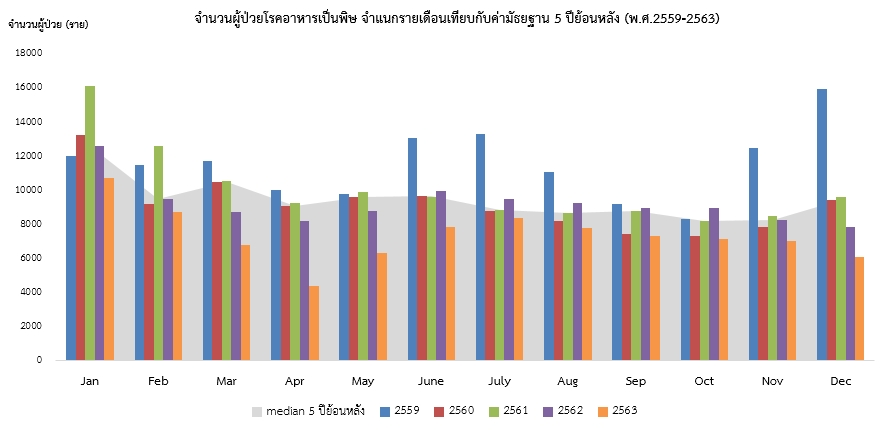 จำนวนผู้ป่วยโรคอาหารเป็นพิษ จำแนกรายเดือนเทียบกับค่ามัธยฐาน 5 ปีย้อนหลัง (พ.ศ.2559-2563)
จำนวนผู้ป่วย (ราย)
18000
16000
14000
12000
10000
8000
6000
4000
2000
0
Jan Feb Mar Apr May June July Aug Sep Oct Nov Dec
median 5 ปีย้อนหลัง 2559 2560 2561 2562 2563